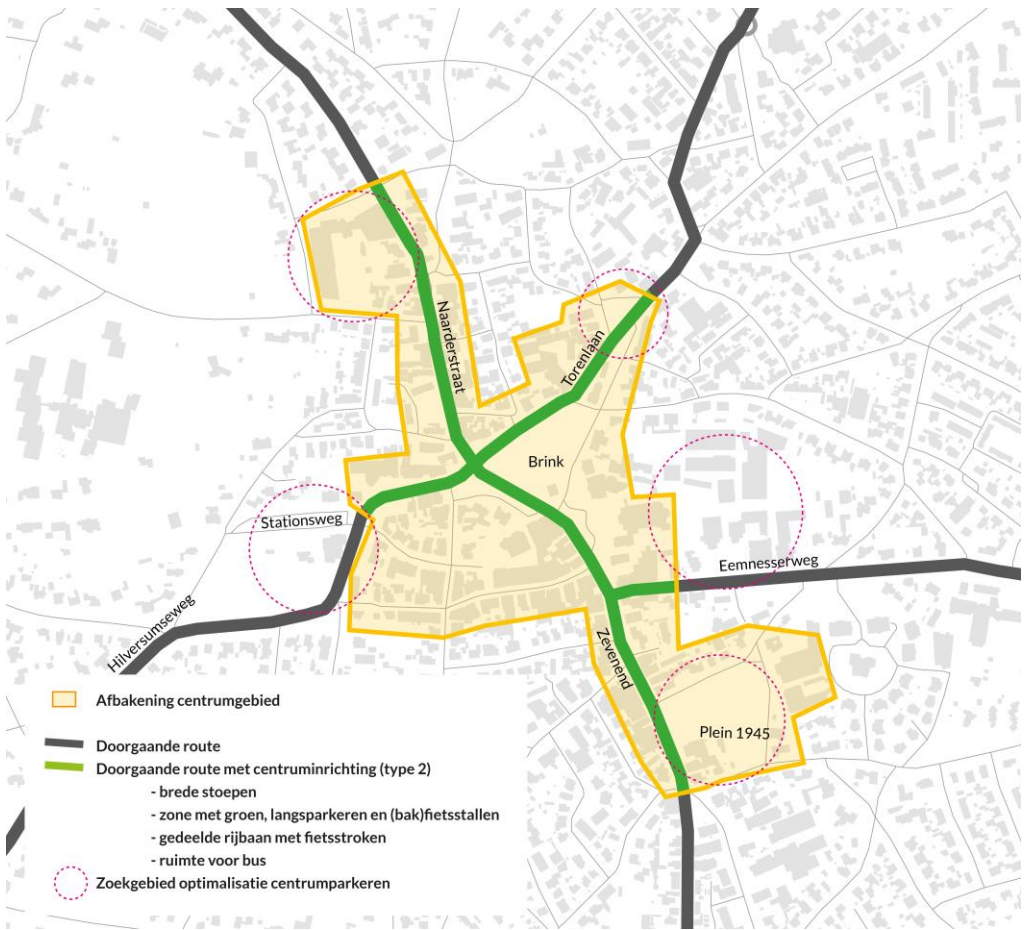 Naarderstraat
Torenlaan
Brink
Stationsweg
Eemnesserweg
Hilversumseweg
Zevenend
Plein 1945
Afbakening centrumgebied
Doorgaande route
Doorgaande route met centruminrichting (type 2)
- brede stoepen
- zone met groen, langsparkeren en (bak)fietsstallen
- gedeelde rijbaan met fietsstroken
- ruimte voor bus
Zoekgebied optimalisatie centrumparkeren